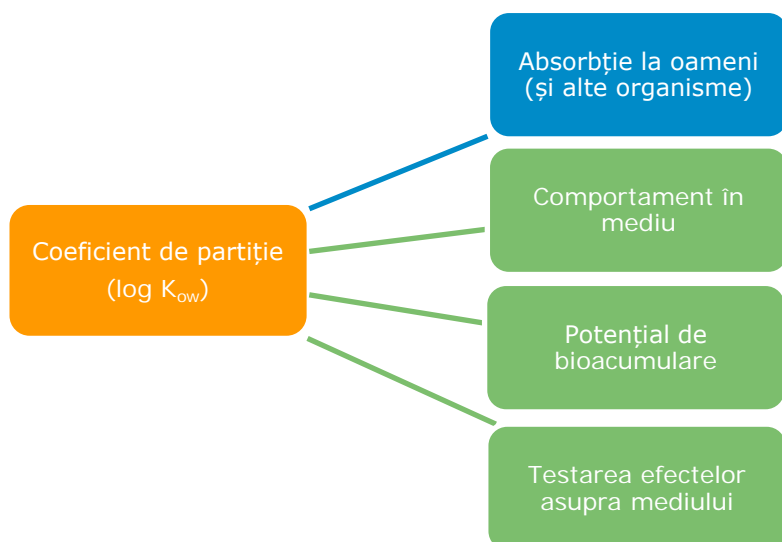 Absorbție la oameni
(și alte organisme)
Comportament în
mediu
Coeficient de partiție
(log Kow)
Potențial de
bioacumulare
Testarea efectelor
asupra mediului